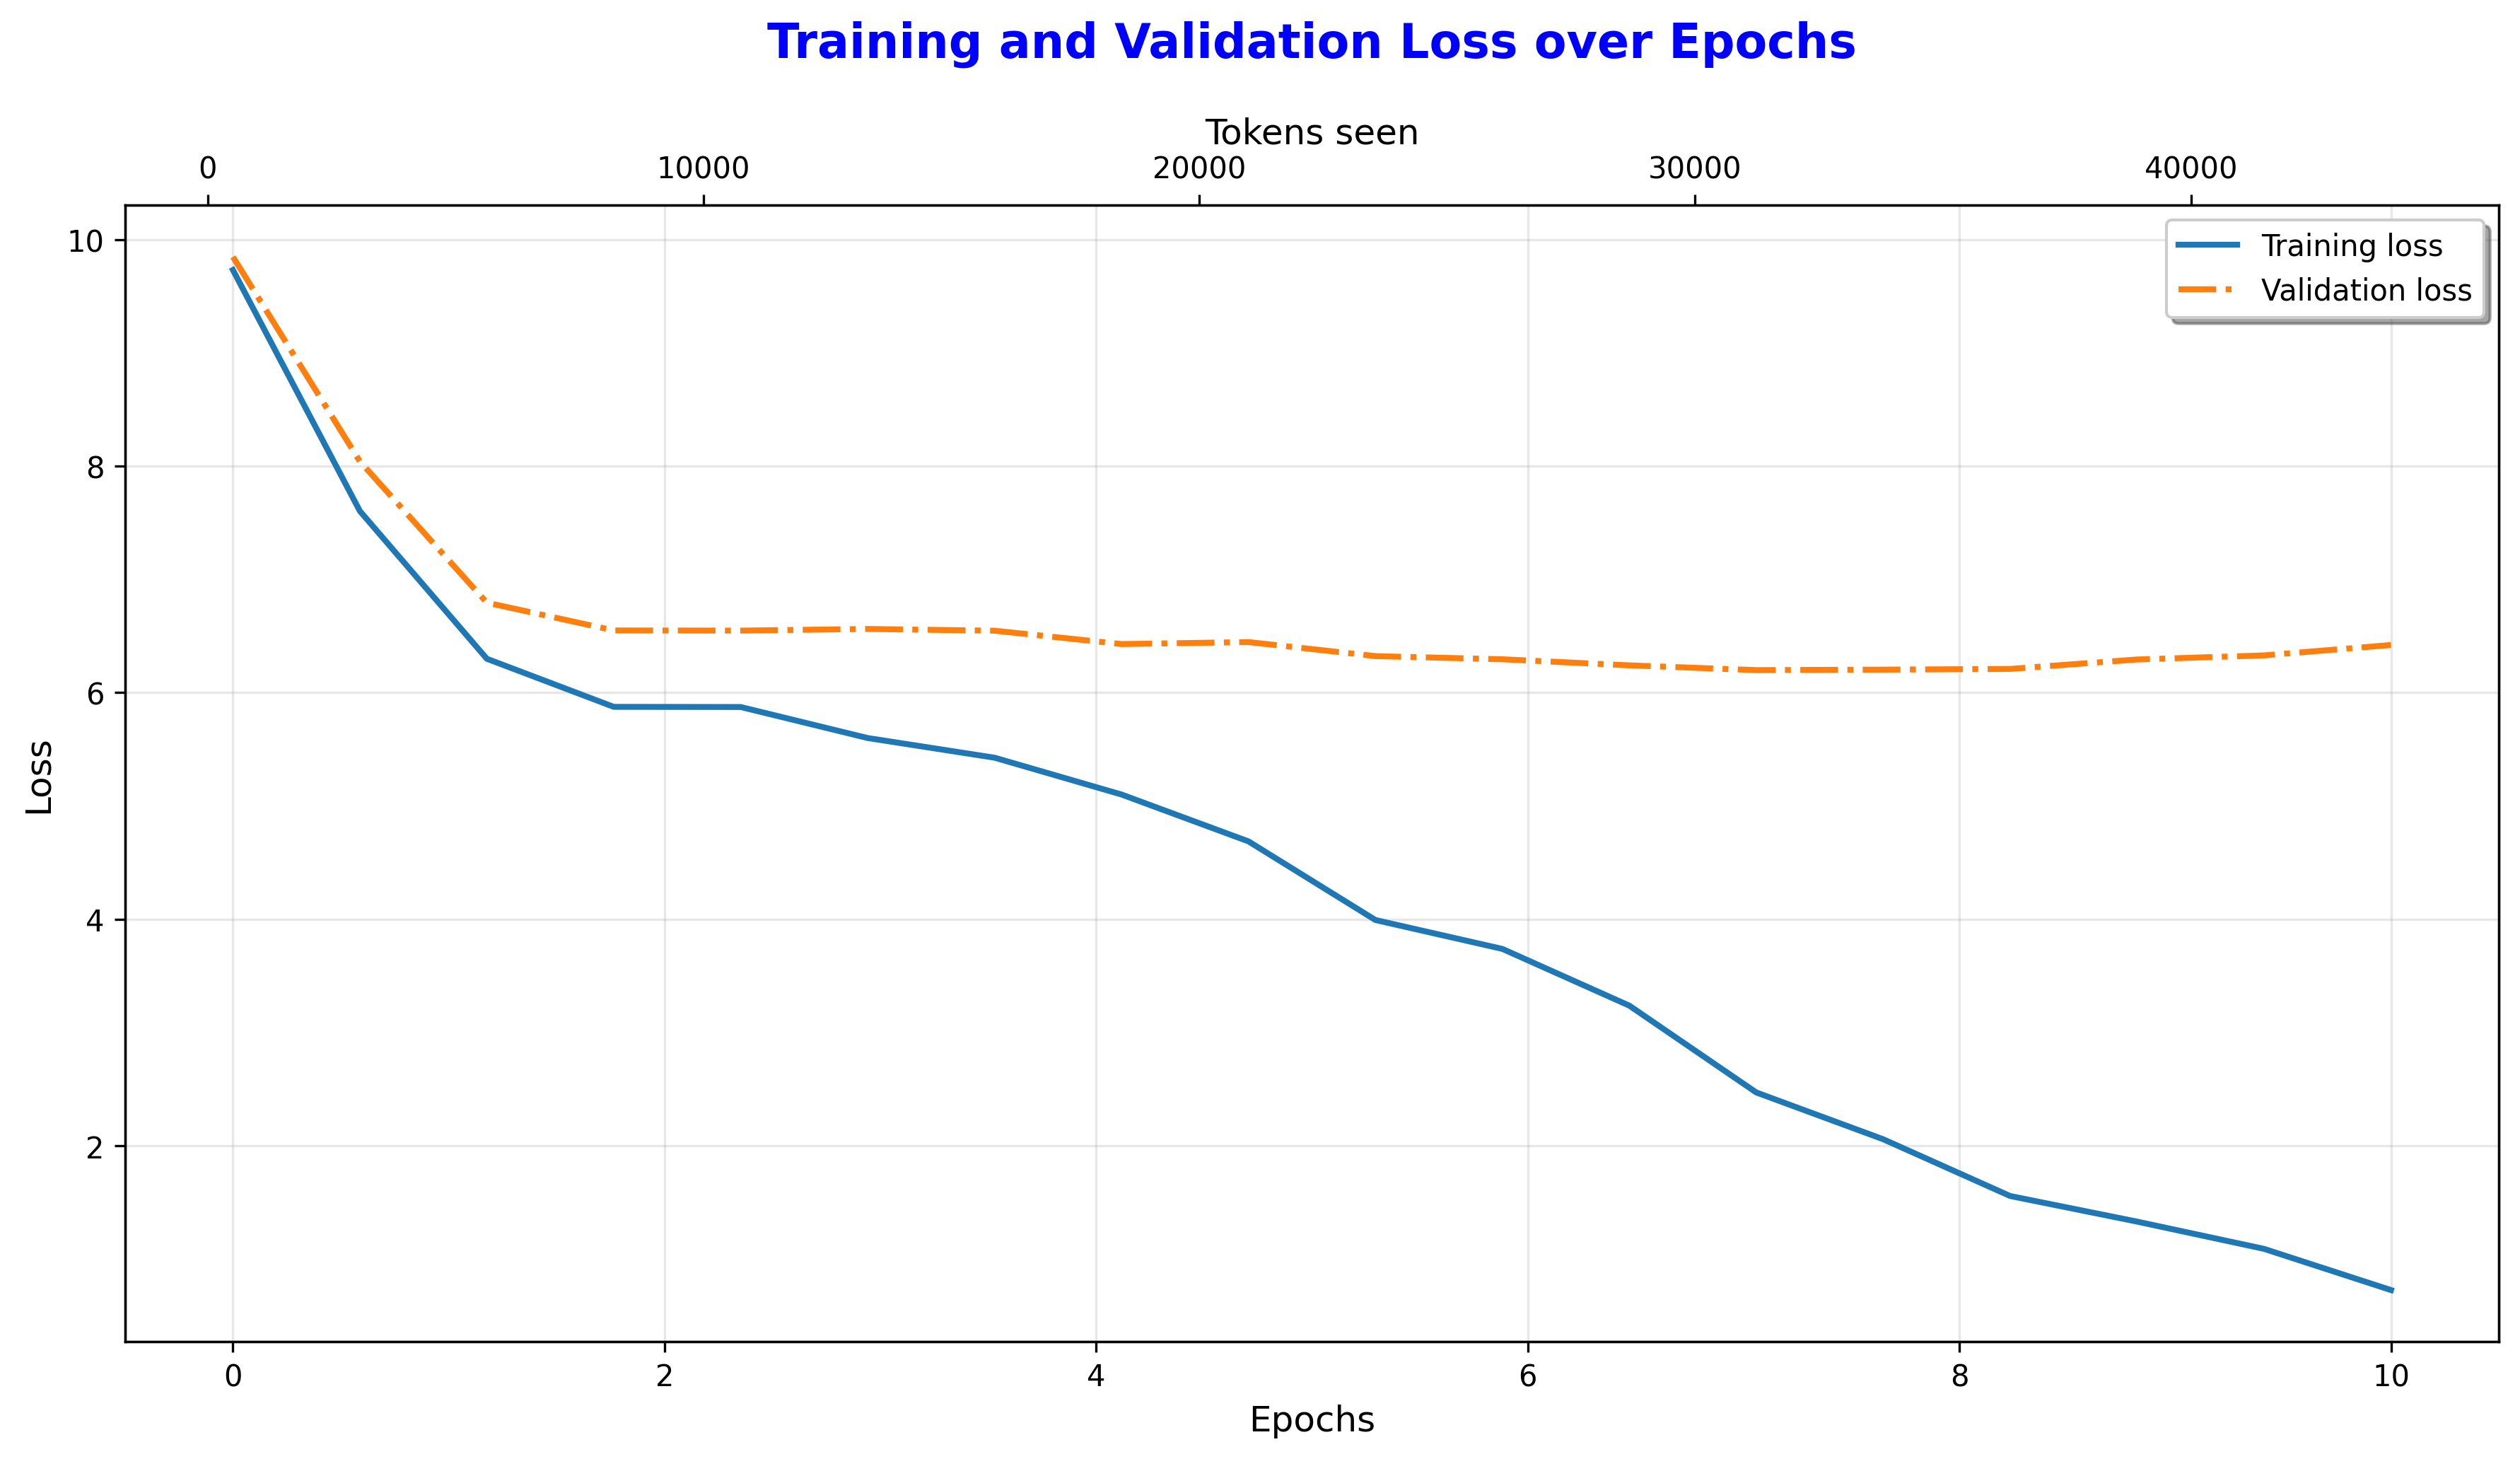 Training and Validation Loss over Epochs
Tokens seen
0 10000 20000 30000 40000
Training loss
Validation loss
10
8
6
4
2
Loss
0 2 4 6 8 10
Epochs